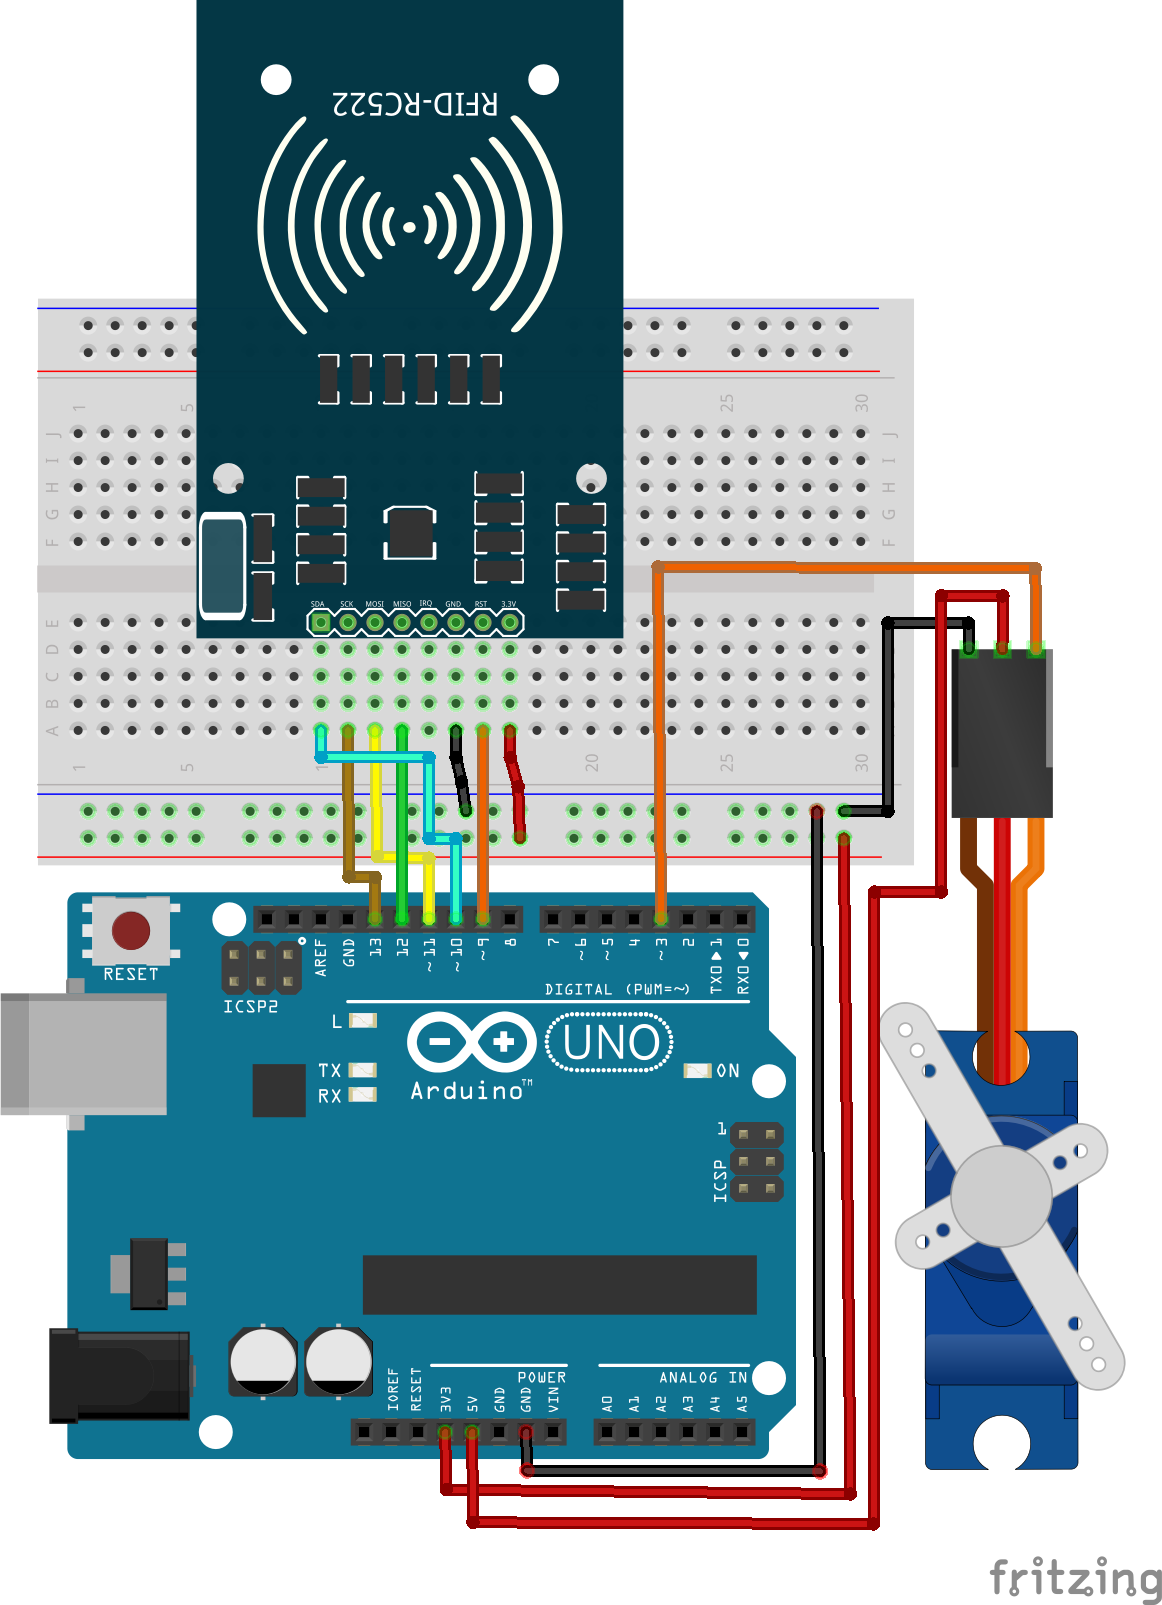 RFID-RC522
1 5 25 30
J J
I I
H H
G G
F F
SDA SCK MOSI MISO IRQ GND RST 3.3V
E E
D D
C C
B B
A A
1 5 1 20 25 30
RESET
ICSP2
AREF GND 13 12 ~11 ~10 ~9 8
7 ~6 ~5 4 ~3 2 TX0▶1 RX0◀0
DIGITAL (PWM=~)
L
TX
RX
UNO
Arduino™
ON
1
ICSP
POWER
ANALOG IN
IOREF RESET 3V3 5V GND GND VIN
A0 A1 A2 A3 A4 A5
fritzing